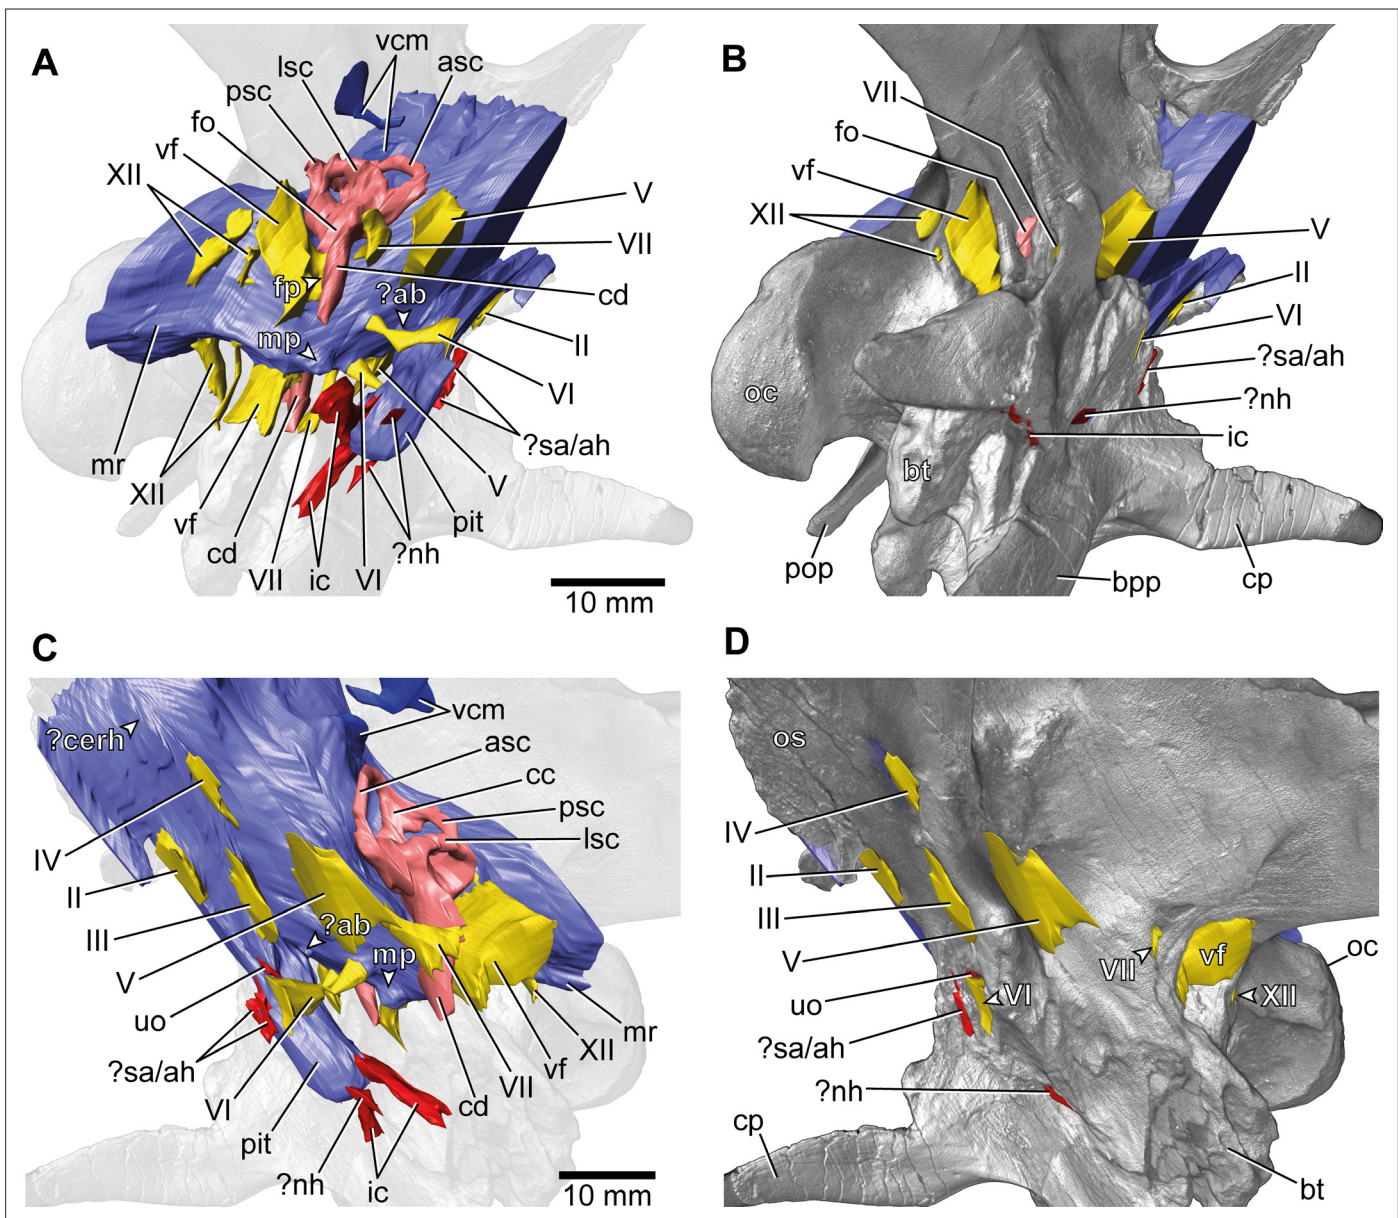 A
vcm
lsc
asc
psc
fo
vf
XII
V
VII
fp
?ab
cd
mp
II
VI
?sa/ah
mr
XII
vf
cd
VII
ic
VI
?nh
pit
V
10 mm
B
VII
fo
vf
XII
V
II
VI
?sa/ah
?nh
ic
oc
bt
pop
bpp
cp
C
?cerh
vcm
asc
cc
psc
lsc
IV
II
III
?ab
V
mp
uo
?sa/ah
VI
pit
?nh
ic
cd
VII
vf
XII
mr
10 mm
D
os
IV
II
III
V
VII
vf
oc
uo
VI
XII
?sa/ah
?nh
cp
bt